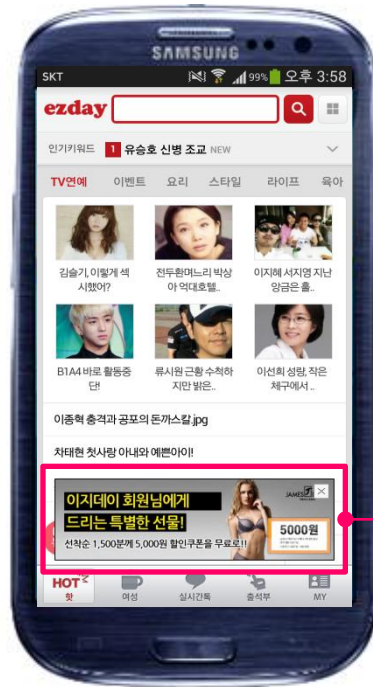 SAMSUNG
SKT 99% 오후 3:58
ezday
인기키워드 1 유승호 신병 조교 NEW
TV연예 이벤트 요리 스타일 라이프 육아
김슬기, 이렇게 섹
시했어?
전두환며느리 박상
아 역대호텔..
이지혜 서지영 지난
앙금은 훌..
B1A4 바로 활동중
단!
류시원 근황 수척하
지만 밝은..
이선희 성량, 작은
체구에서 ..
이종혁 충격과 공포의 돈까스칼.jpg
차태현 첫사랑 아내와 예쁜아이!
이지데이 회원님에게
드리는 특별한 선물!
선착순 1,500분께 5,000원 할인쿠폰을 무료로!!
JAMES
5000원
HOT
핫 여성 실시간톡 출석부 MY